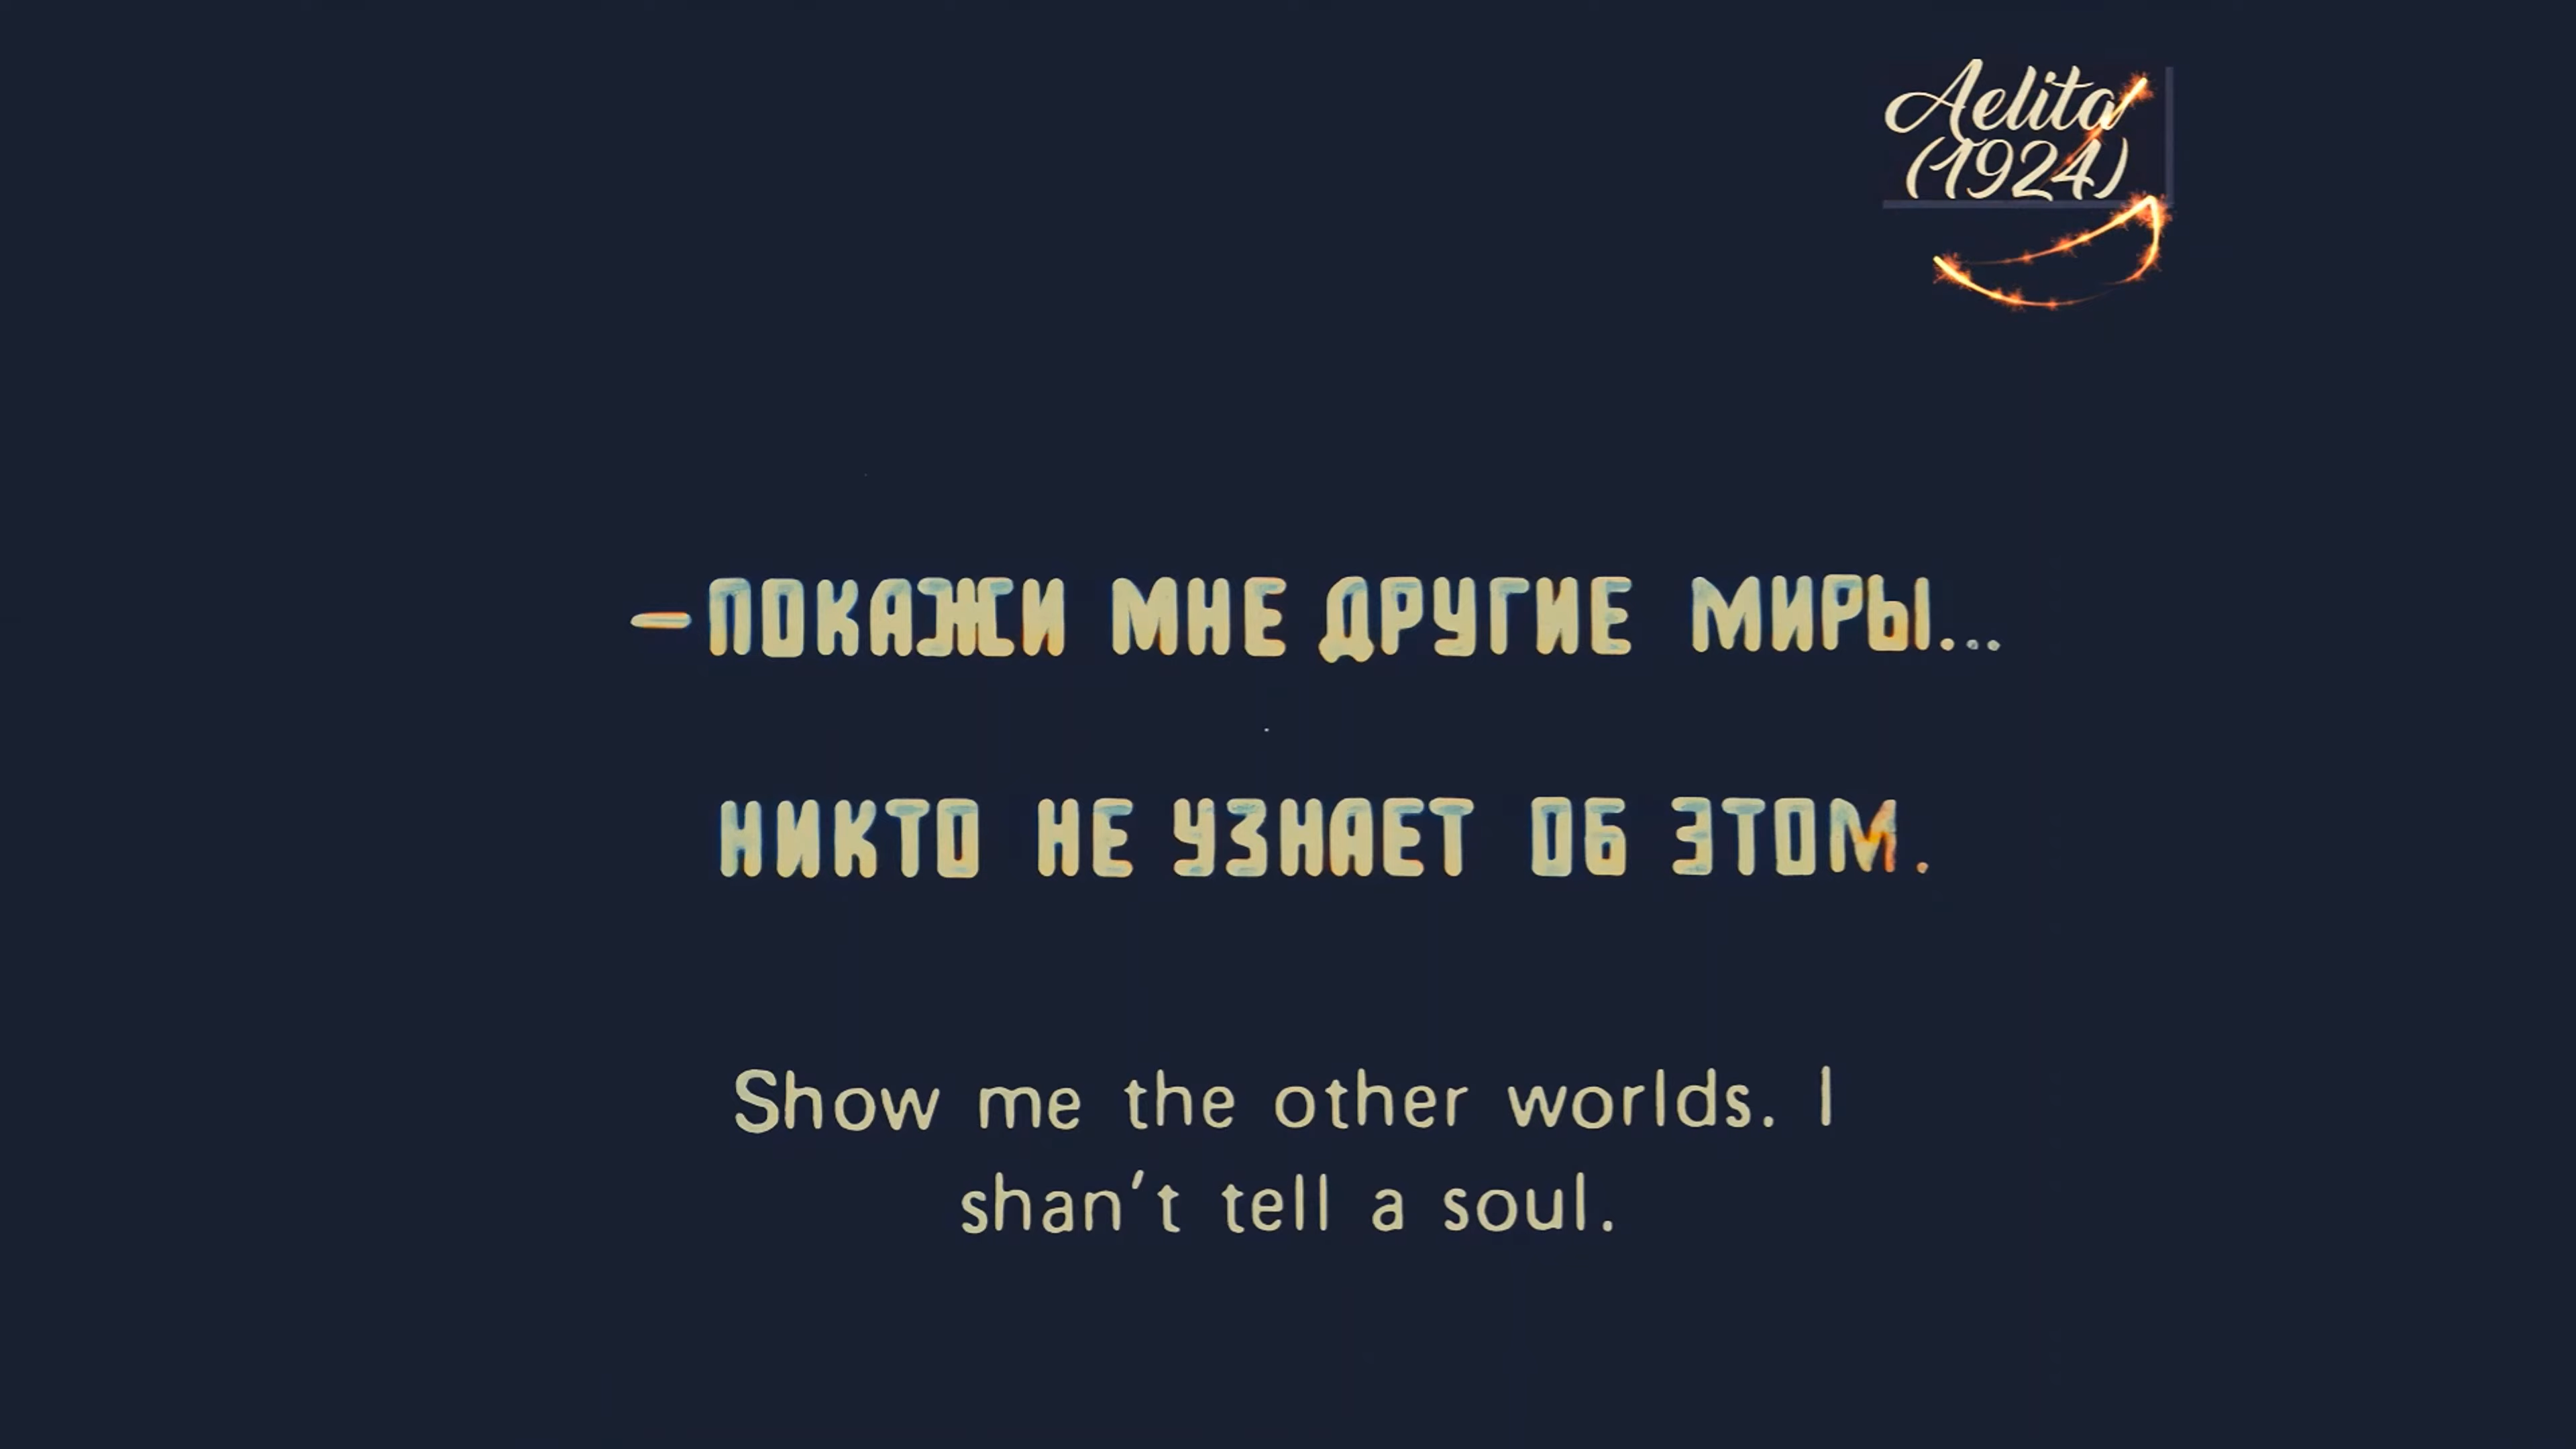 Aelita
(1924)
—ПОКАЖИ МНЕ ДРУГИЕ МИРЫ...
НИКТО НЕ УЗНАЕТ ОБ ЭТОМ.
Show me the other worlds. I
shan't tell a soul.